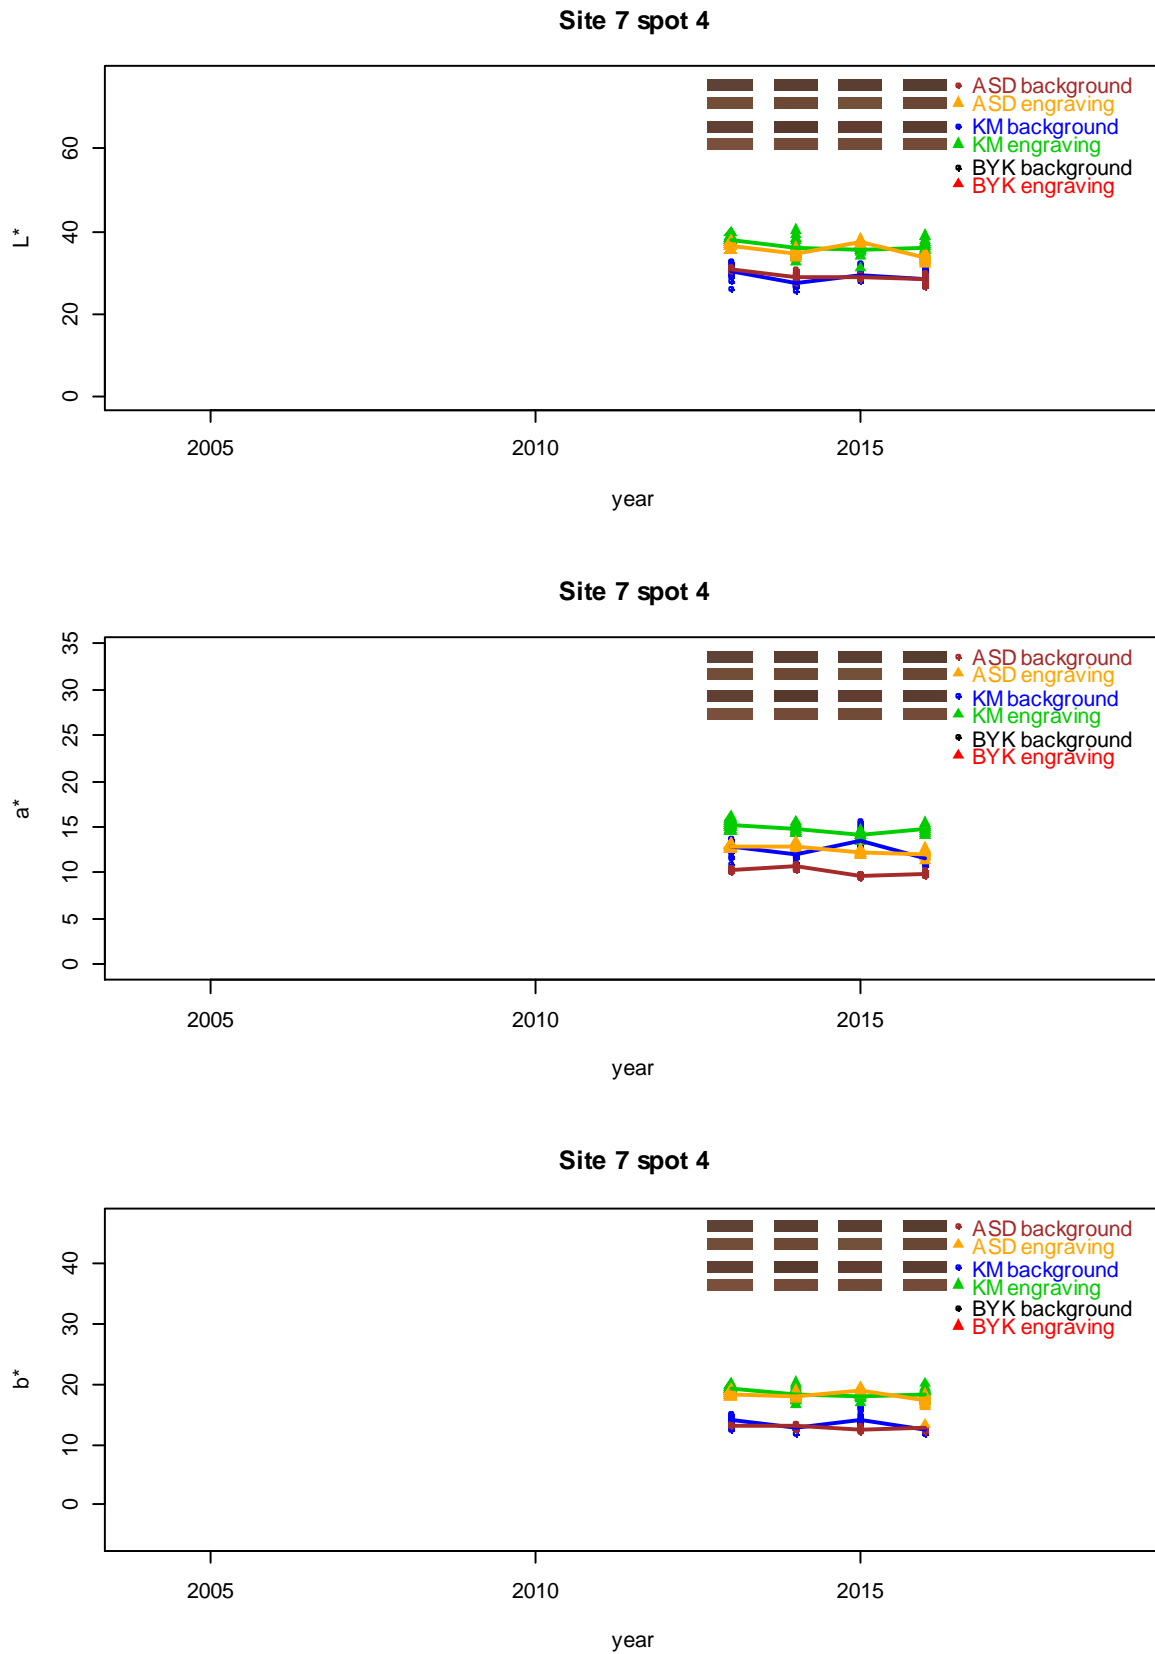 Site 7 spot 4
ASD background
ASD engraving
KM background
KM engraving
BYK background
BYK engraving
L*
0
20
40
60
2005
2010
2015
year
Site 7 spot 4
ASD background
ASD engraving
KM background
KM engraving
BYK background
BYK engraving
a*
0
5
10
15
20
25
30
35
2005
2010
2015
year
Site 7 spot 4
ASD background
ASD engraving
KM background
KM engraving
BYK background
BYK engraving
b*
0
10
20
30
40
2005
2010
2015
year